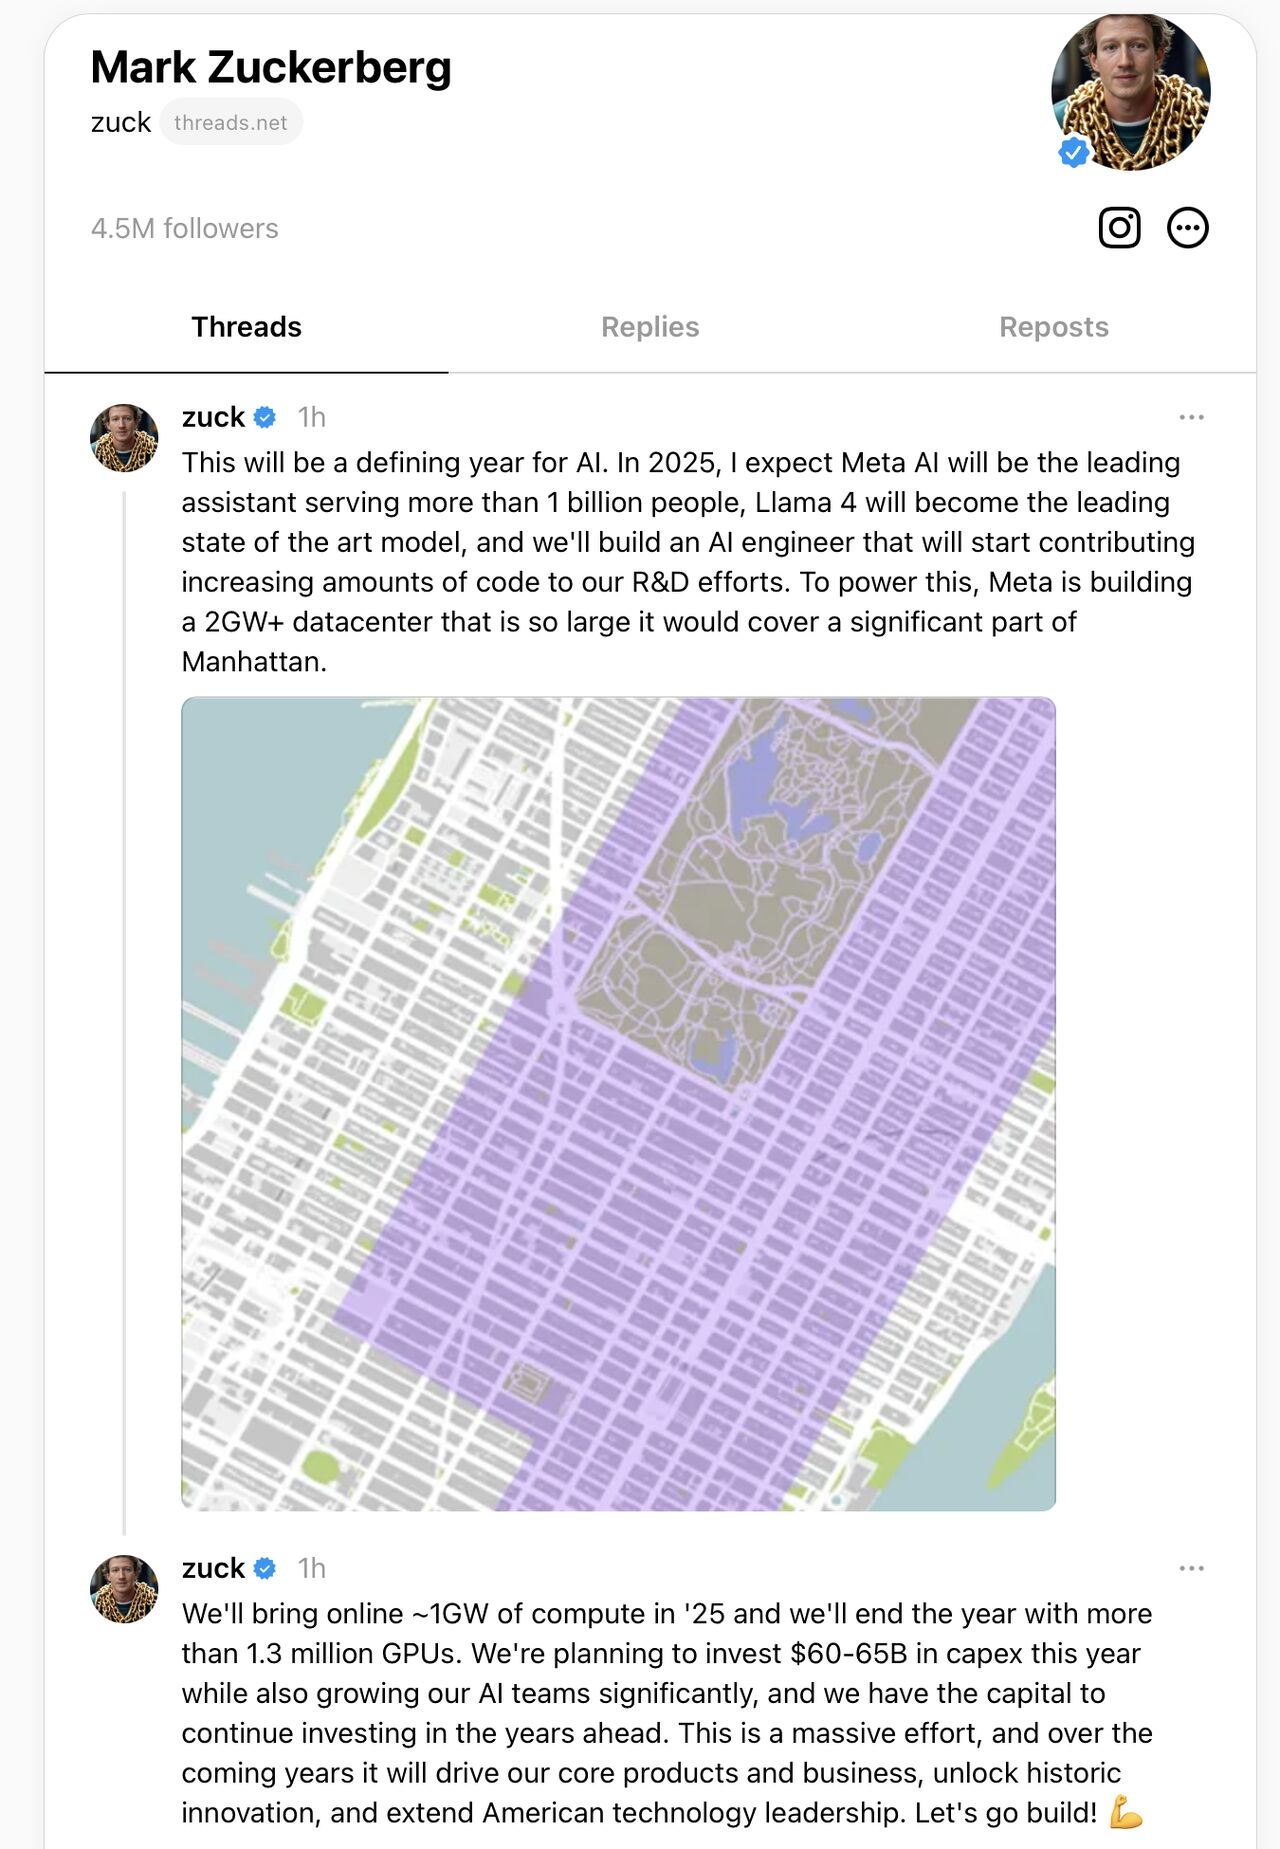 Mark Zuckerberg
zuck threads.net
4.5M followers
Threads Replies Reposts
zuck 1h
This will be a defining year for AI. In 2025, I expect Meta AI will be the leading
assistant serving more than 1 billion people, Llama 4 will become the leading
state of the art model, and we'll build an AI engineer that will start contributing
increasing amounts of code to our R&D efforts. To power this, Meta is building
a 2GW+ datacenter that is so large it would cover a significant part of
Manhattan.
zuck 1h
We'll bring online ~1GW of compute in '25 and we'll end the year with more
than 1.3 million GPUs. We're planning to invest $60-65B in capex this year
while also growing our AI teams significantly, and we have the capital to
continue investing in the years ahead. This is a massive effort, and over the
coming years it will drive our core products and business, unlock historic
innovation, and extend American technology leadership. Let's go build! 💪